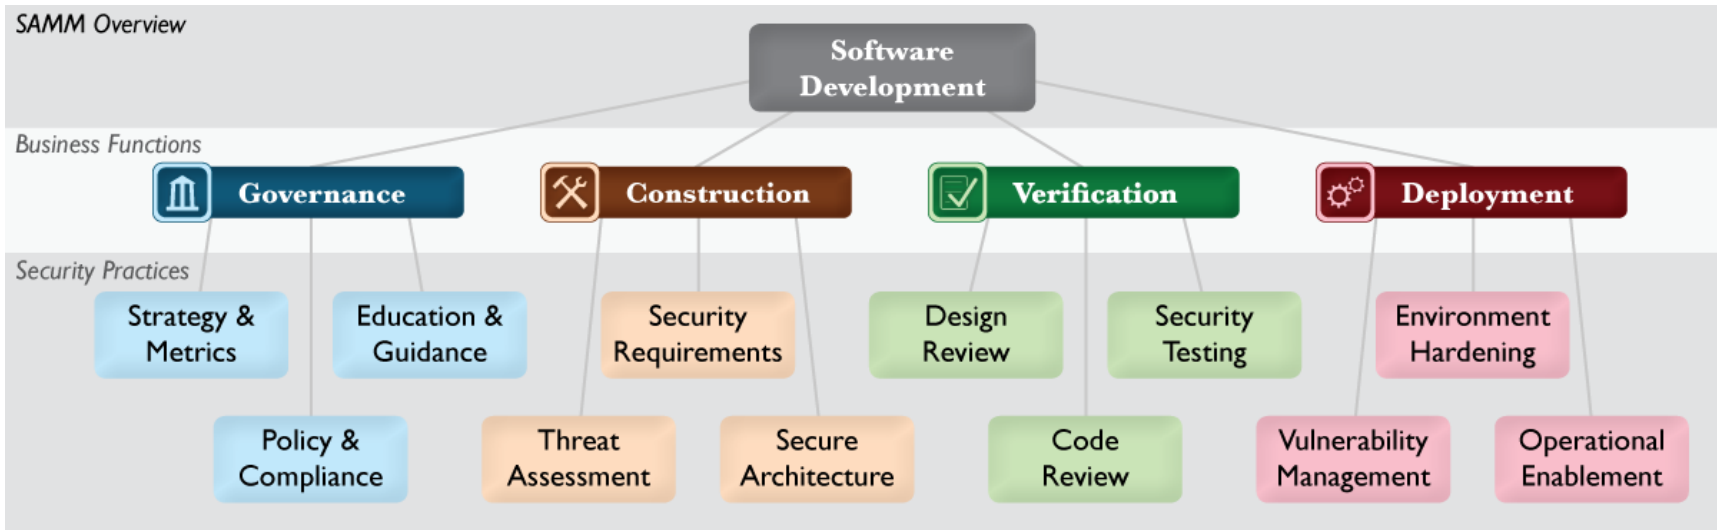 SAMM Overview
Software
Development
Business Functions
Governance
Construction
Verification
Deployment
Security Practices
Strategy &
Metrics
Education &
Guidance
Security
Requirements
Design
Review
Security
Testing
Environment
Hardening
Policy &
Compliance
Threat
Assessment
Secure
Architecture
Code
Review
Vulnerability
Management
Operational
Enablement